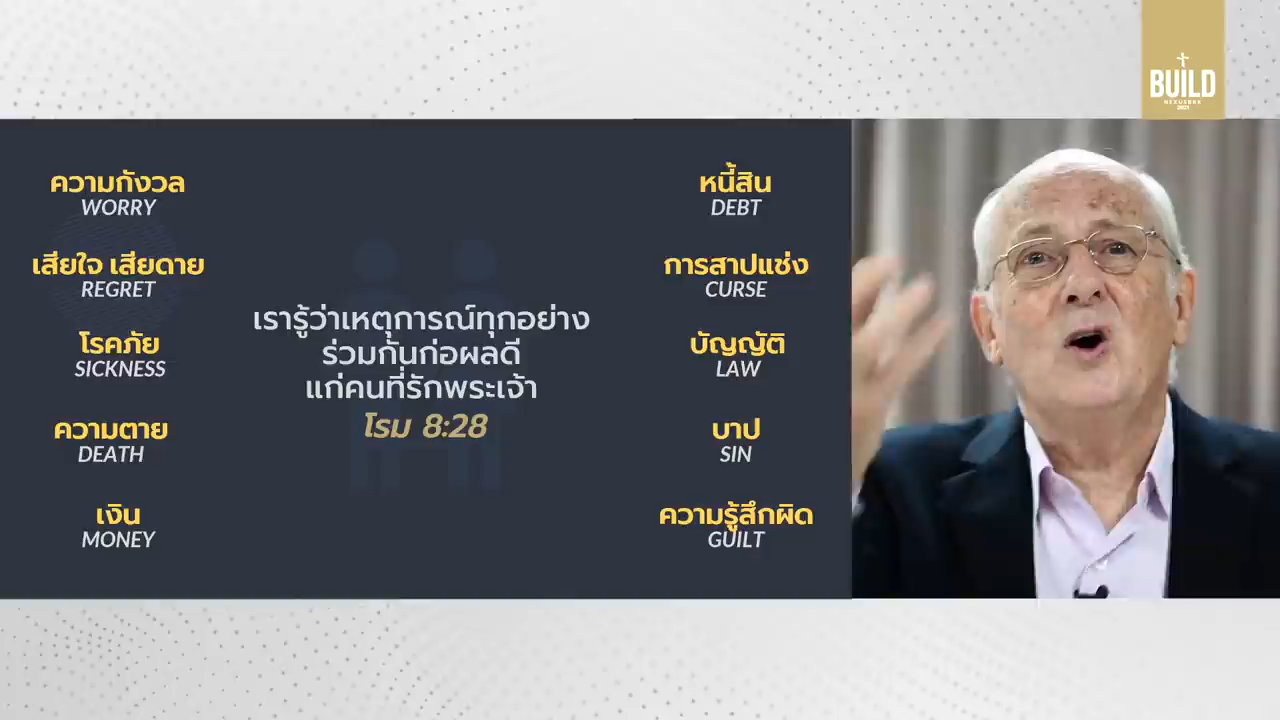 BUILD
NEXUSBKK
2021
ความกังวล
WORRY
เสียใจ เสียดาย
REGRET
โรคภัย
SICKNESS
ความตาย
DEATH
เงิน
MONEY
เรารู้ว่าเหตุการณ์ทุกอย่าง
ร่วมกันก่อผลดี
แก่คนที่รักพระเจ้า
โรม 8:28
หนี้สิน
DEBT
การสาปแช่ง
CURSE
บัญญัติ
LAW
บาป
SIN
ความรู้สึกผิด
GUILT